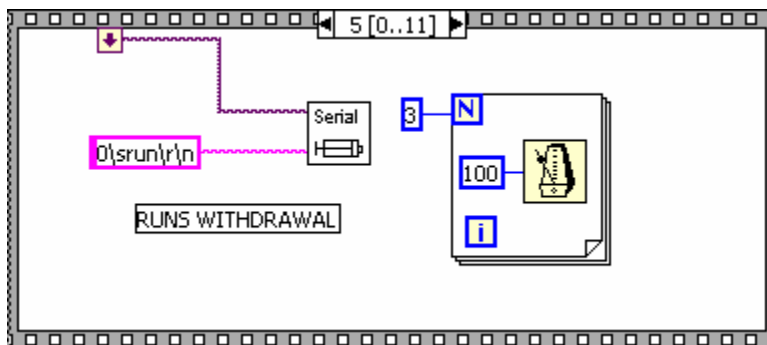 5 [0..11]
Serial
3
N
0\srun\r\n
100
RUNS WITHDRAWAL
i